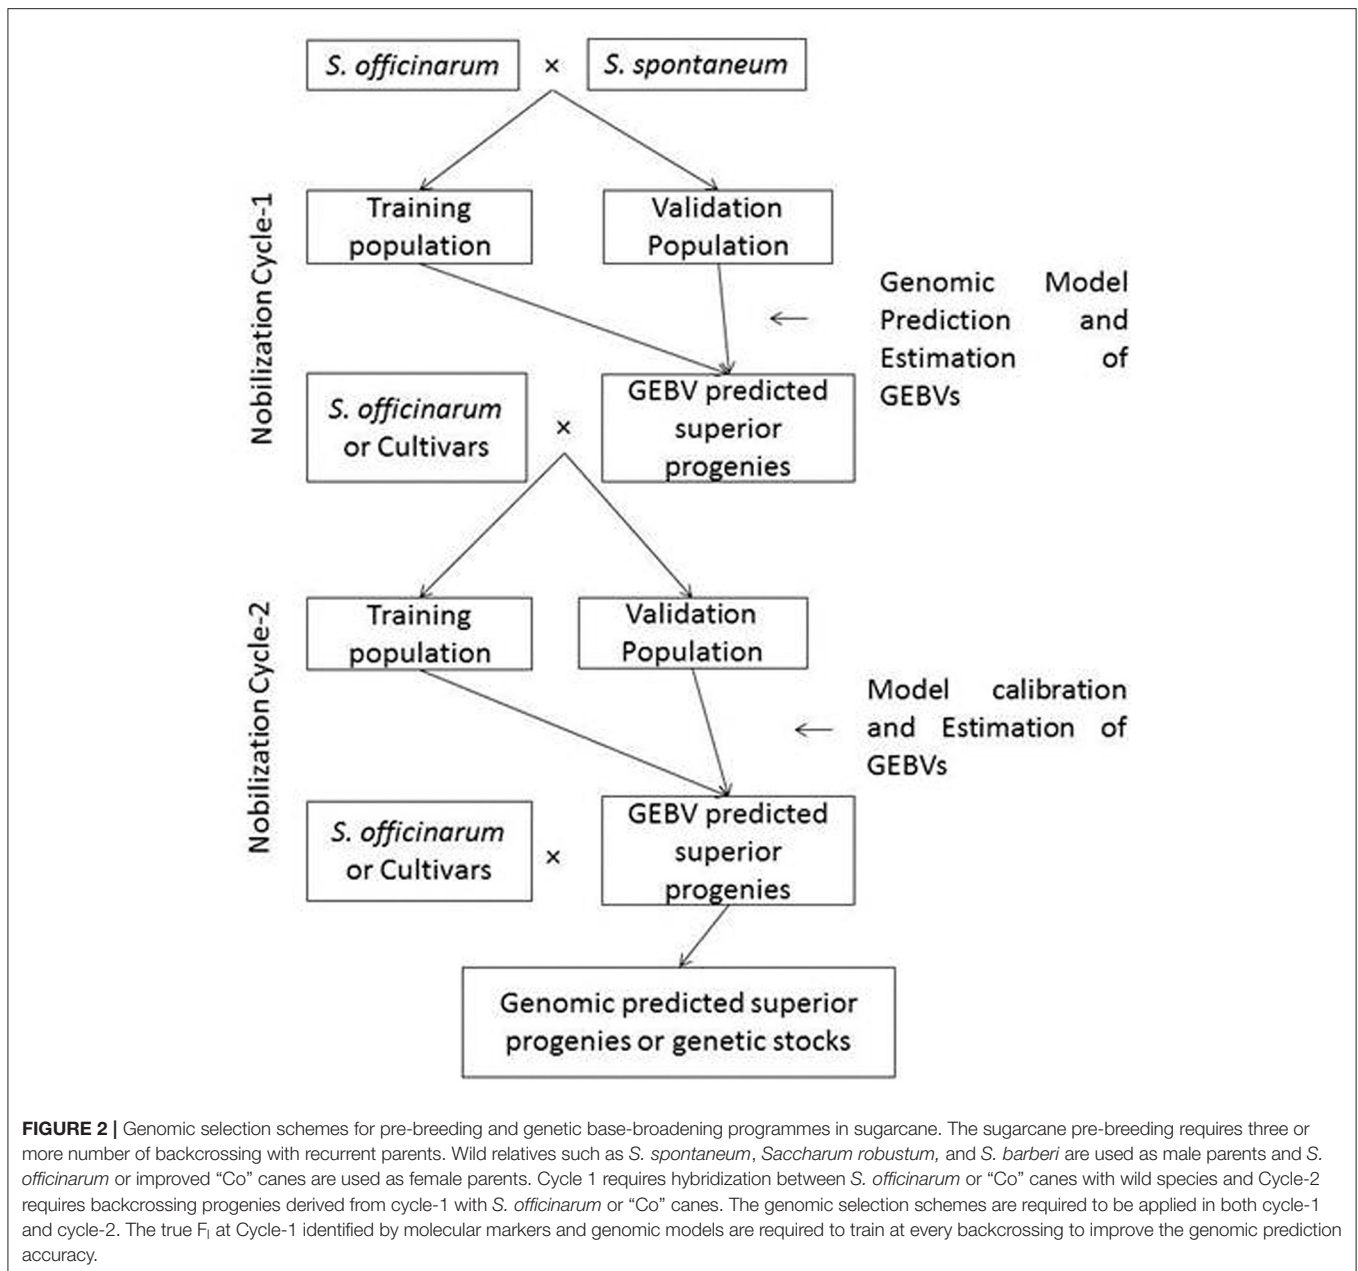 S. officinarum × S. spontaneum
Nobilization Cycle-1
Training
population
Validation
Population
Genomic Model
Prediction and
Estimation of
GEBVs
S. officinarum
or Cultivars
×
GEBV predicted
superior
progenies
Nobilization Cycle-2
Training
population
Validation
Population
Model calibration
and Estimation of
GEBVs
S. officinarum
or Cultivars
×
GEBV predicted
superior
progenies
Genomic predicted superior
progenies or genetic stocks
FIGURE 2 | Genomic selection schemes for pre-breeding and genetic base-broadening programmes in sugarcane. The sugarcane pre-breeding requires three or
more number of backcrossing with recurrent parents. Wild relatives such as S. spontaneum, Saccharum robustum, and S. barberi are used as male parents and S.
officinarum or improved “Co” canes are used as female parents. Cycle 1 requires hybridization between S. officinarum or “Co” canes with wild species and Cycle-2
requires backcrossing progenies derived from cycle-1 with S. officinarum or “Co” canes. The genomic selection schemes are required to be applied in both cycle-1
and cycle-2. The true Fi at Cycle-1 identified by molecular markers and genomic models are required to train at every backcrossing to improve the genomic prediction
accuracy.